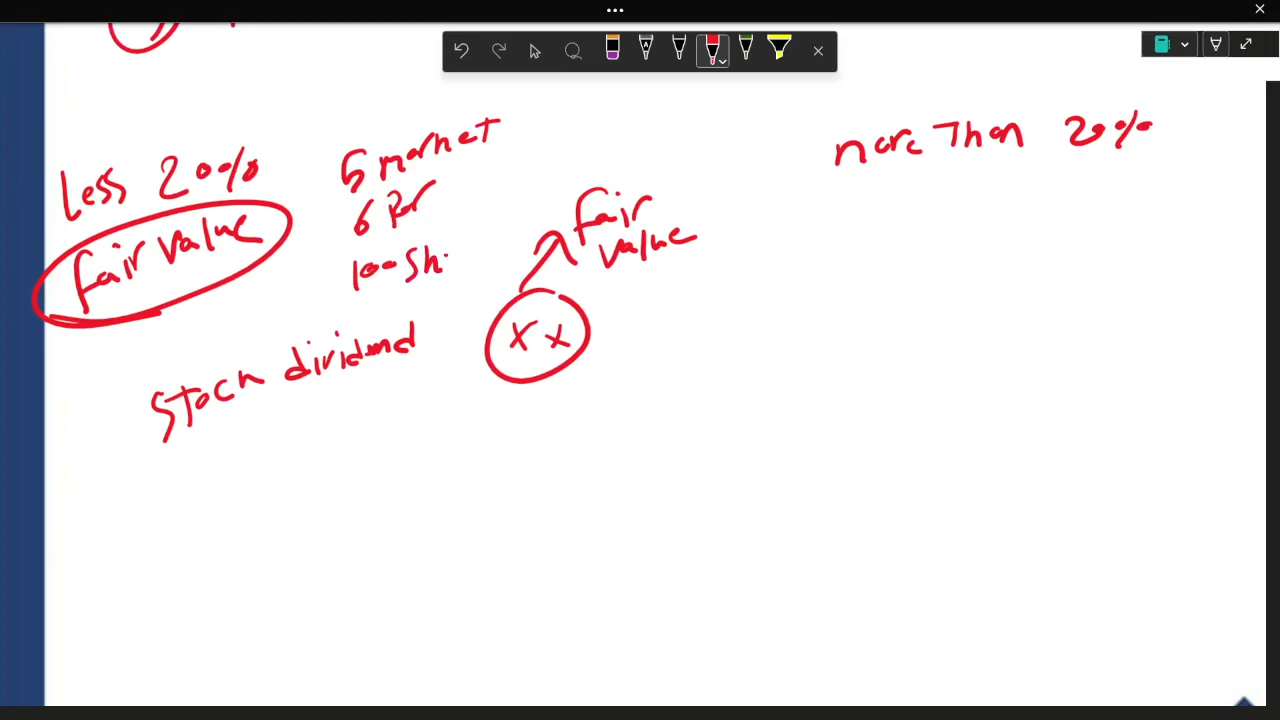 Less 20%
Fair value
5 market
6 Par
100 Sh.
Fair
value
XX
Stock dividend
more Than 20%